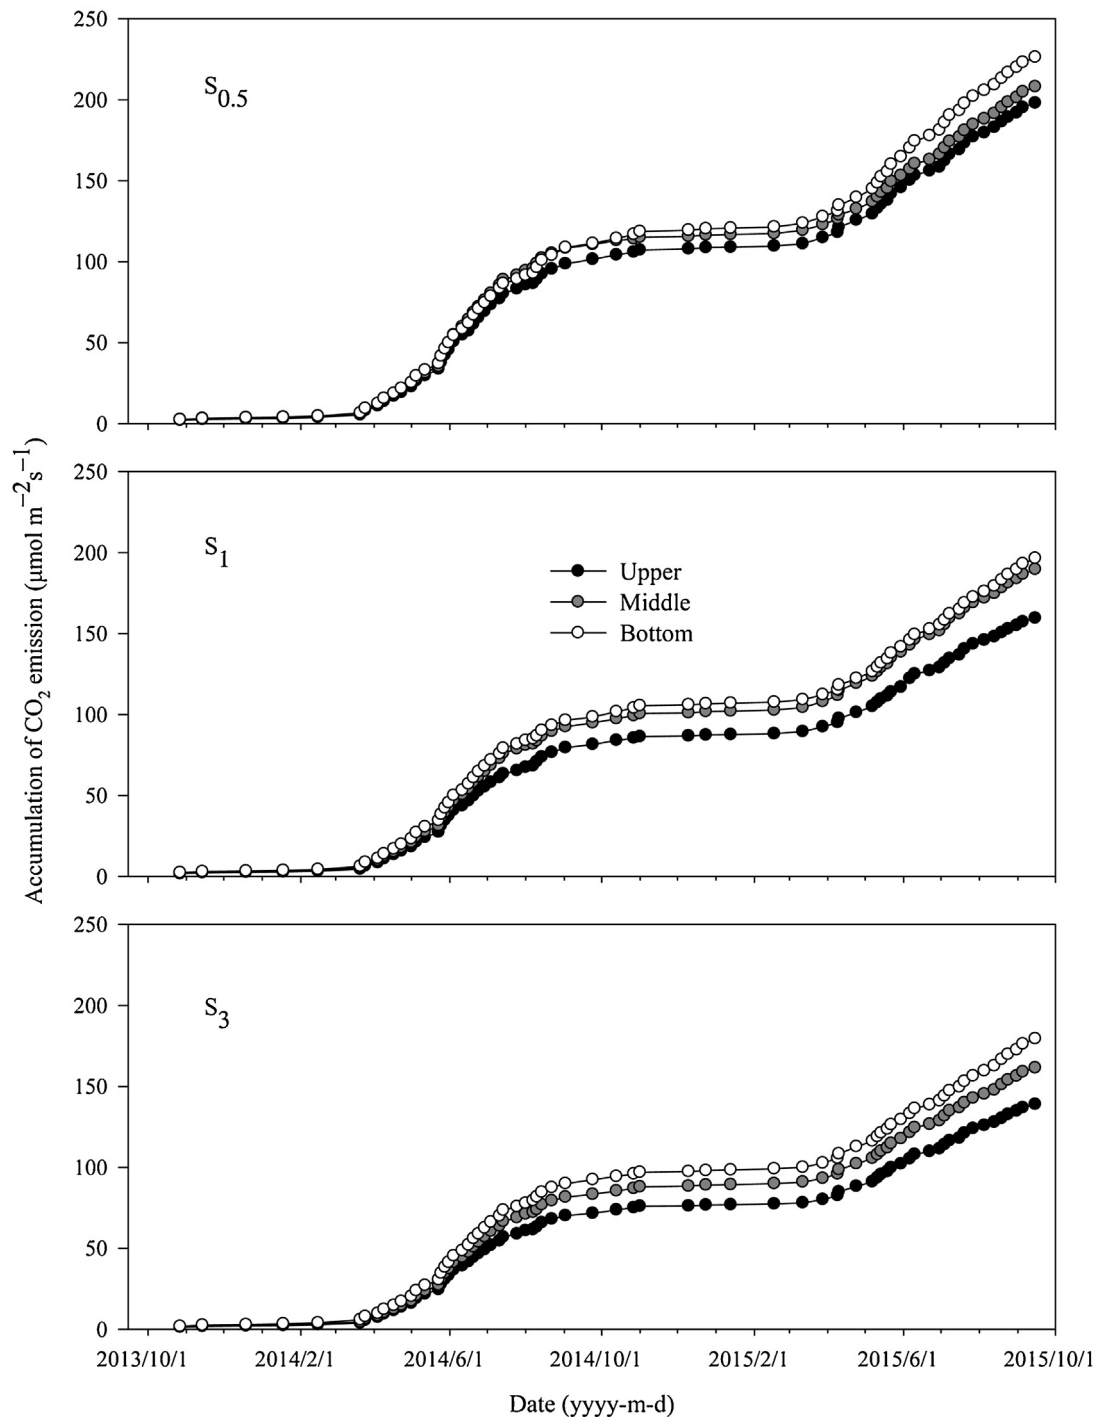 250
200
150
100
50
0
S0.5
250
200
150
100
50
0
S1
Upper
Middle
Bottom
Accumulation of CO2 emission (μmol m−2s−1)
250
200
150
100
50
0
S3
2013/10/1 2014/2/1 2014/6/1 2014/10/1 2015/2/1 2015/6/1 2015/10/1
Date (yyyy-m-d)